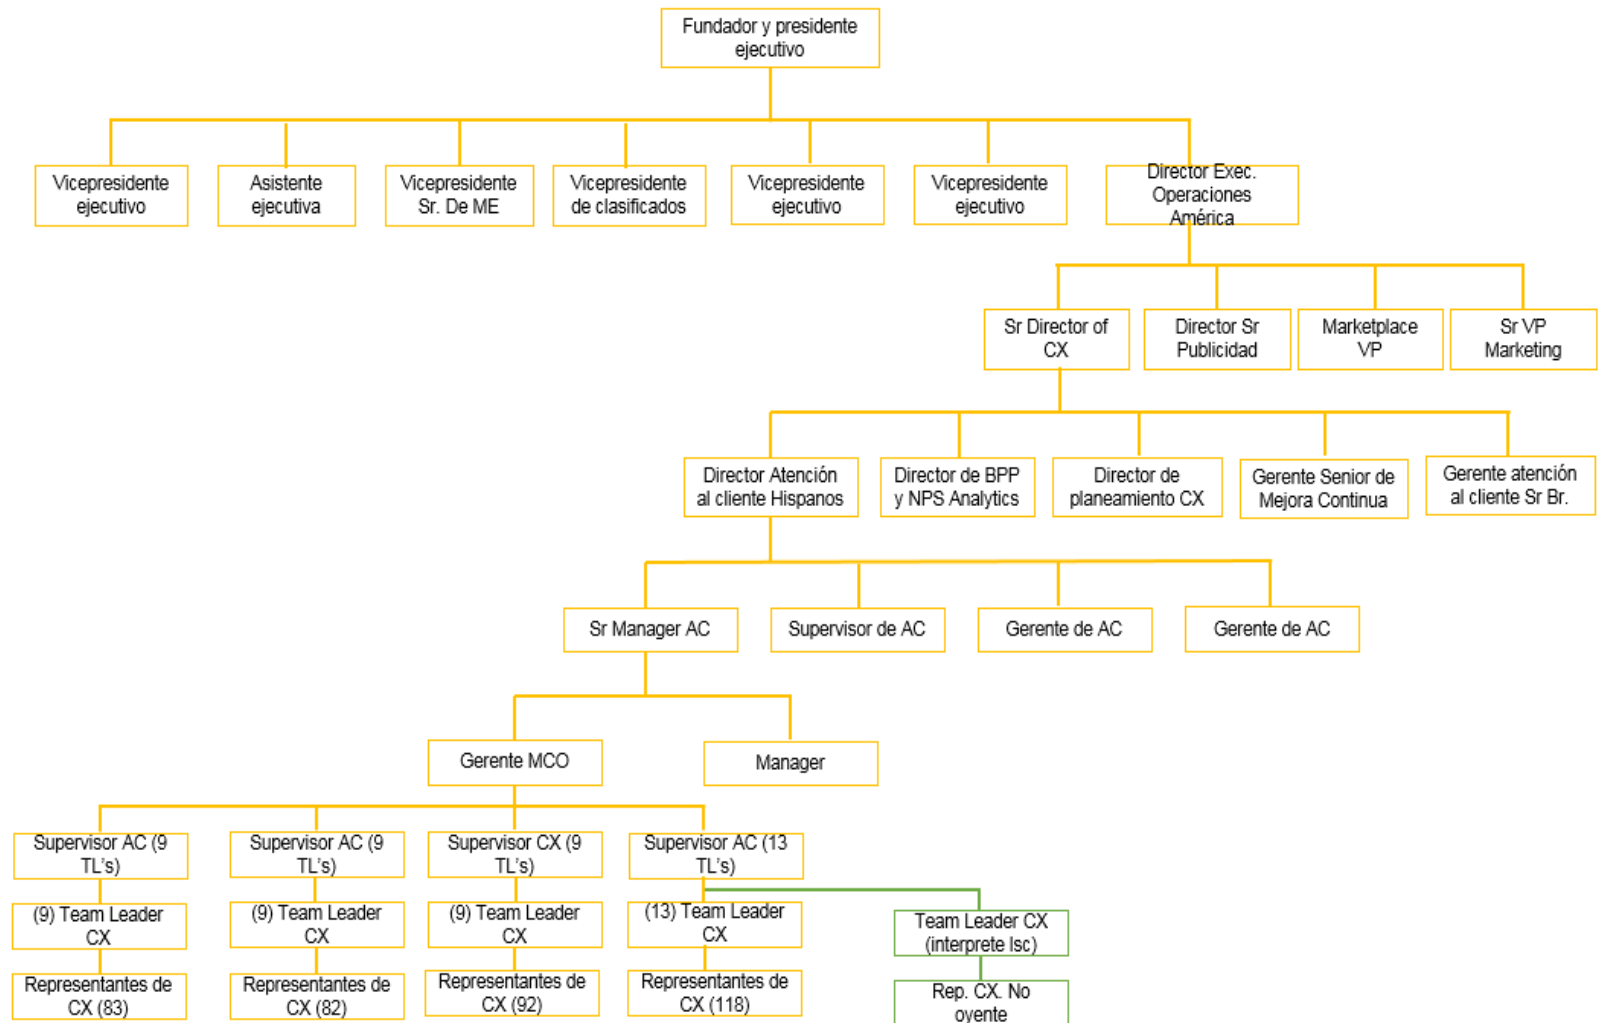 Fundador y presidente
ejecutivo
Vicepresidente
ejecutivo
Asistente
ejecutiva
Vicepresidente
Sr. De ME
Vicepresidente
de clasificados
Vicepresidente
ejecutivo
Vicepresidente
ejecutivo
Director Exec.
Operaciones
América
Sr Director of
CX
Director Sr
Publicidad
Marketplace
VP
Sr VP
Marketing
Director Atención
al cliente Hispanos
Director de BPP
y NPS Analytics
Director de
planeamiento CX
Gerente Senior de
Mejora Continua
Gerente atención
al cliente Sr Br.
Sr Manager AC
Supervisor de AC
Gerente de AC
Gerente de AC
Gerente MCO
Manager
Supervisor AC (9
TL's)
Supervisor AC (9
TL's)
Supervisor CX (9
TL's)
Supervisor AC (13
TL's)
(9) Team Leader
CX
(9) Team Leader
CX
(9) Team Leader
CX
(13) Team Leader
CX
Team Leader CX
(interprete lsc)
Representantes de
CX (83)
Representantes de
CX (82)
Representantes de
CX (92)
Representantes de
CX (118)
Rep. CX. No
oyente